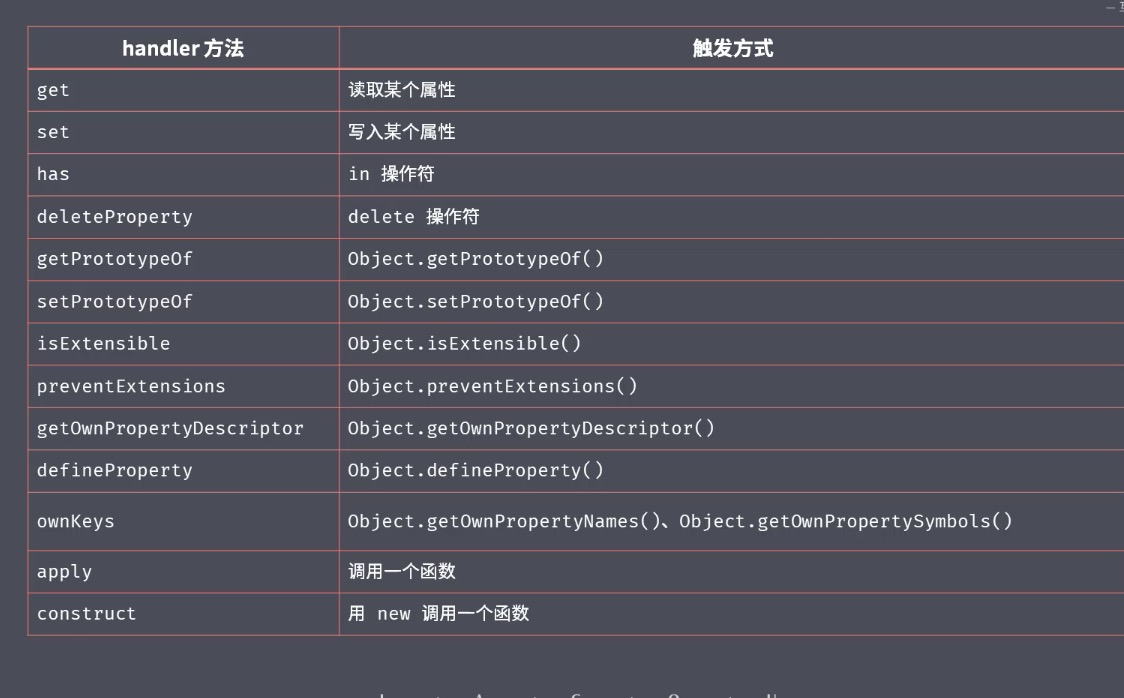 handler 方法 触发方式
get 读取某个属性
set 写入某个属性
has in 操作符
deleteProperty delete 操作符
getPrototypeOf Object.getPrototypeOf()
setPrototypeOf Object.setPrototypeOf()
isExtensible Object.isExtensible()
preventExtensions Object.preventExtensions()
getOwnPropertyDescriptor Object.getOwnPropertyDescriptor()
defineProperty Object.defineProperty()
ownKeys Object.getOwnPropertyNames()、Object.getOwnPropertySymbols()
apply 调用一个函数
construct 用 new 调用一个函数